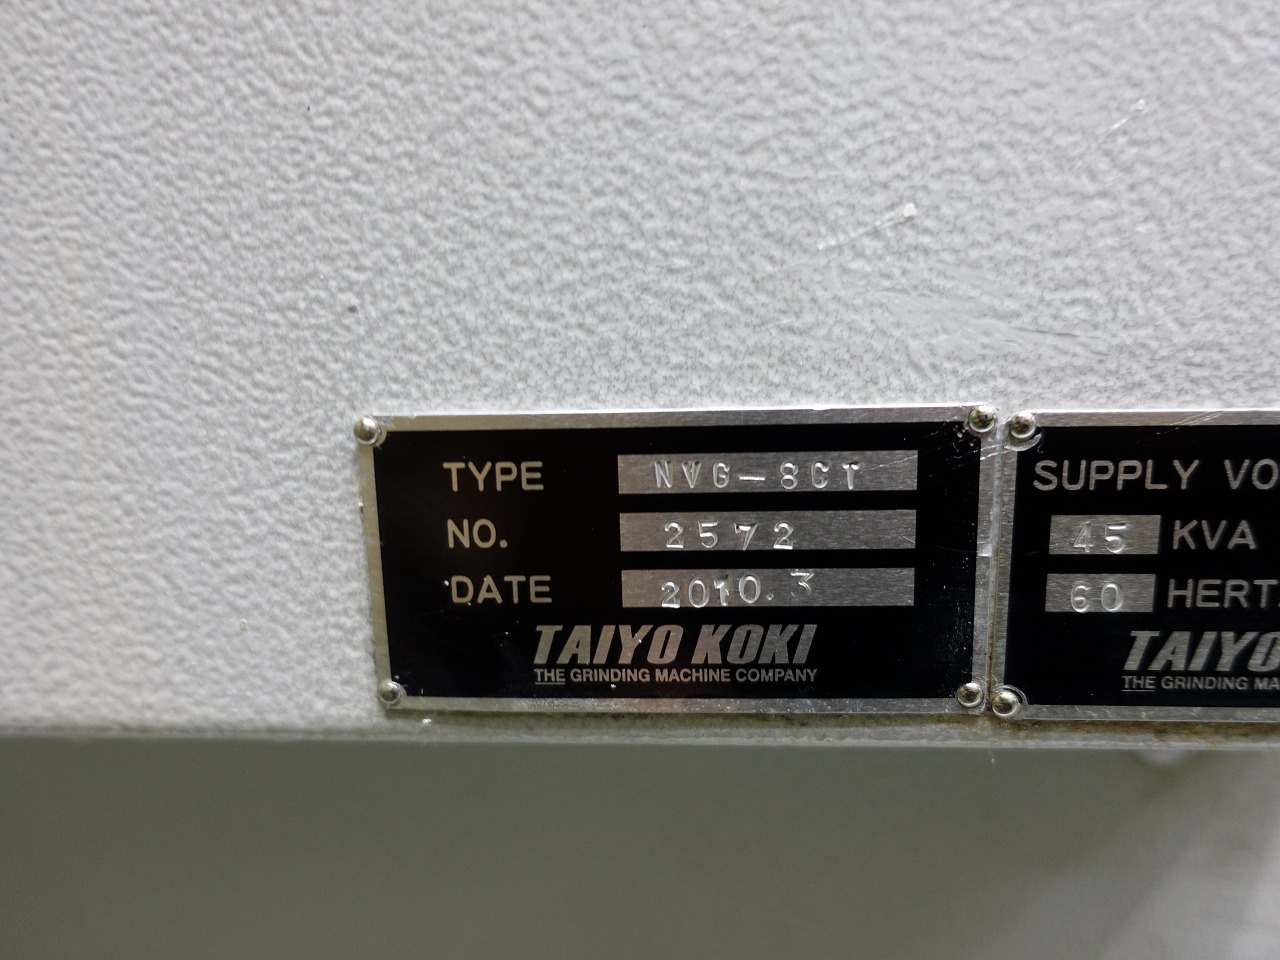 TYPE NVG-8CT
NO. 2572
DATE 2010.3
TAIYO KOKI
THE GRINDING MACHINE COMPANY
SUPPLY VO
45 KVA
60 HERT
TAIYO
THE GRINDING MA